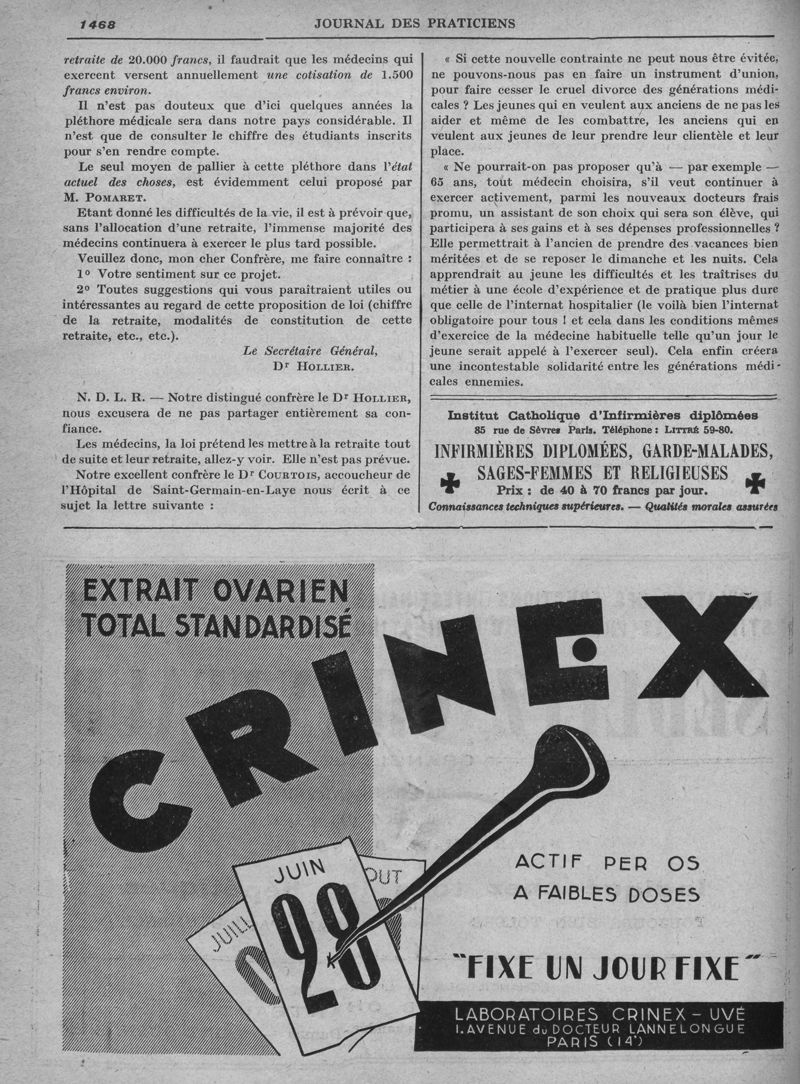 1468
JOURNAL DES PRATICIENS
retraite de 20.000 francs, il faudrait que les médecins qui
exercent versent annuellement une cotisation de 1.500
francs environ.
Il n'est pas douteux que d'ici quelques années la
pléthore médicale sera dans notre pays considérable. Il
n'est que de consulter le chiffre des étudiants inscrits
pour s'en rendre compte.
Le seul moyen de pallier à cette pléthore dans l'état
actuel des choses, est évidemment celui proposé par
M. POMARET.
Etant donné les difficultés de la vie, il est à prévoir que,
sans l'allocation d'une retraite, l'immense majorité des
médecins continuera à exercer le plus tard possible.
Veuillez donc, mon cher Confrère, me faire connaître :
1º Votre sentiment sur ce projet.
2º Toutes suggestions qui vous paraîtraient utiles ou
intéressantes au regard de cette proposition de loi (chiffre
de la retraite, modalités de constitution de cette
retraite, etc., etc.).
Le Secrétaire Général,
Dr HOLLIER.
N. D. L. R. — Notre distingué confrère le Dr HOLLIER,
nous excusera de ne pas partager entièrement sa con-
fiance.
Les médecins, la loi prétend les mettre à la retraite tout
de suite et leur retraite, allez-y voir. Elle n'est pas prévue.
Notre excellent confrère le Dr COURTOIS, accoucheur de
l'Hôpital de Saint-Germain-en-Laye nous écrit à ce
sujet la lettre suivante :
« Si cette nouvelle contrainte ne peut nous être évitée,
ne pouvons-nous pas en faire un instrument d'union,
pour faire cesser le cruel divorce des générations médi-
cales ? Les jeunes qui en veulent aux anciens de ne pas les
aider et même de les combattre, les anciens qui en
veulent aux jeunes de leur prendre leur clientèle et leur
place.
« Ne pourrait-on pas proposer qu'à — par exemple —
65 ans, tout médecin choisira, s'il veut continuer à
exercer activement, parmi les nouveaux docteurs frais
promu, un assistant de son choix qui sera son élève, qui
participera à ses gains et à ses dépenses professionnelles ?
Elle permettrait à l'ancien de prendre des vacances bien
méritées et de se reposer le dimanche et les nuits. Cela
apprendrait au jeune les difficultés et les traîtrises du
métier à une école d'expérience et de pratique plus dure
que celle de l'internat hospitalier (le voilà bien l'internat
obligatoire pour tous ! et cela dans les conditions mêmes
d'exercice de la médecine habituelle telle qu'un jour le
jeune serait appelé à l'exercer seul). Cela enfin créera
une incontestable solidarité entre les générations médi-
cales ennemies.
Institut Catholique d'Infirmières diplômées
85 rue de Sèvres Paris. Téléphone : LITTRÉ 59-80.
INFIRMIÈRES DIPLOMÉES, GARDE-MALADES,
SAGES-FEMMES ET RELIGIEUSES
Prix : de 40 à 70 francs par jour.
Connaissances techniques supérieures. — Qualités morales assurées
EXTRAIT OVARIEN
TOTAL STANDARDISÉ
CRINEX
JUIN
28
OUT
JUILL
0
ACTIF PER OS
A FAIBLES DOSES
"FIXE UN JOUR FIXE"
LABORATOIRES CRINEX - UVÉ
1. AVENUE du DOCTEUR LANNELONGUE
PARIS (14e)